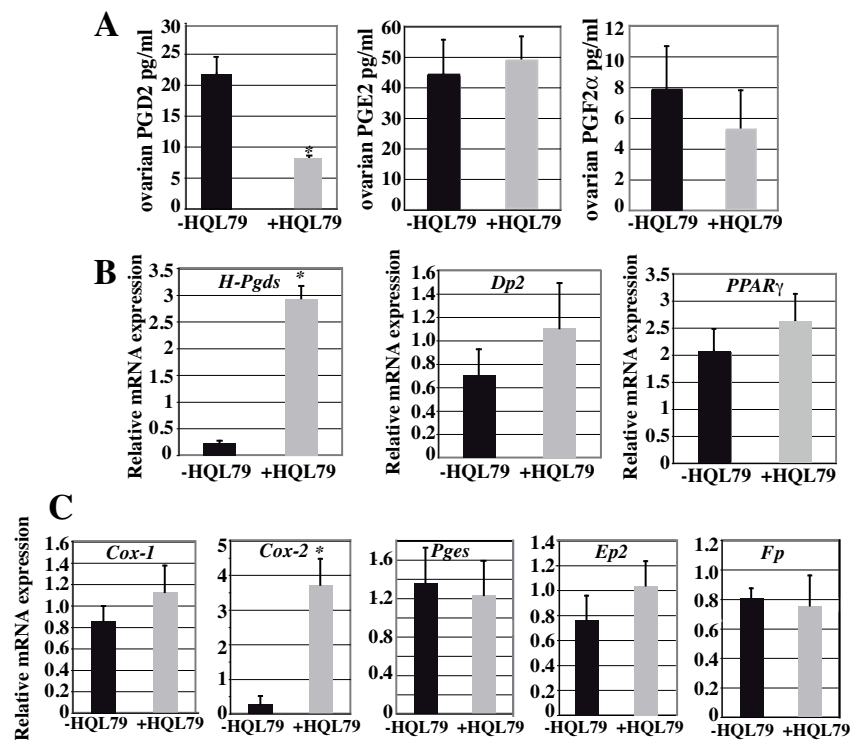 A
ovarian PGD2 pg/ml
30
25
20
15
10
5
0
*
-HQL79 +HQL79
ovarian PGE2 pg/ml
60
50
40
30
20
10
0
-HQL79 +HQL79
ovarian PGF2α pg/ml
12
10
8
6
4
2
0
-HQL79 +HQL79
B
Relative mRNA expression
3.5
3
2.5
2
1.5
1
0.5
0
H-Pgds *
-HQL79 +HQL79
Relative mRNA expression
1.6
1.4
1.2
1.0
0.8
0.6
0.4
0.2
0
Dp2
-HQL79 +HQL79
Relative mRNA expression
3.5
3
2.5
2
1.5
1
0.5
0
PPARγ
-HQL79 +HQL79
C
Relative mRNA expression
1.6
1.4
1.2
1.0
0.8
0.6
0.4
0.2
0
Cox-1
-HQL79 +HQL79
5
4
3
2
1
0
Cox-2 *
-HQL79 +HQL79
1.6
1.2
0.8
0.4
0
Pges
-HQL79 +HQL79
1.4
1.2
1.0
0.8
0.6
0.4
0.2
0
Ep2
-HQL79 +HQL79
1.2
1.0
0.8
0.6
0.4
0.2
0
Fp
-HQL79 +HQL79